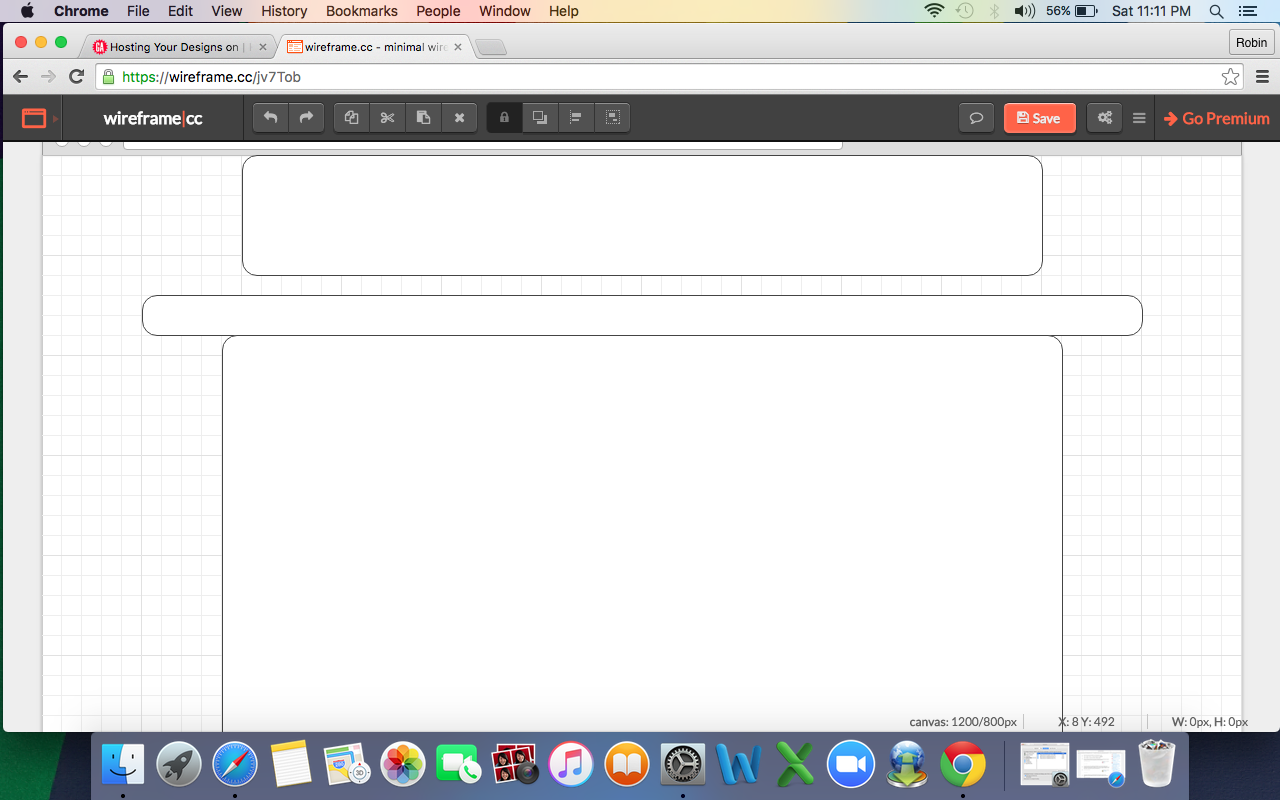 Chrome File Edit View History Bookmarks People Window Help 56% Sat 11:11 PM
Hosting Your Designs on | wireframe.cc - minimal wire Robin
https://wireframe.cc/jv7Tob
wireframe|cc Save Go Premium
canvas: 1200/800px X: 8 Y: 492 W: 0px, H: 0px